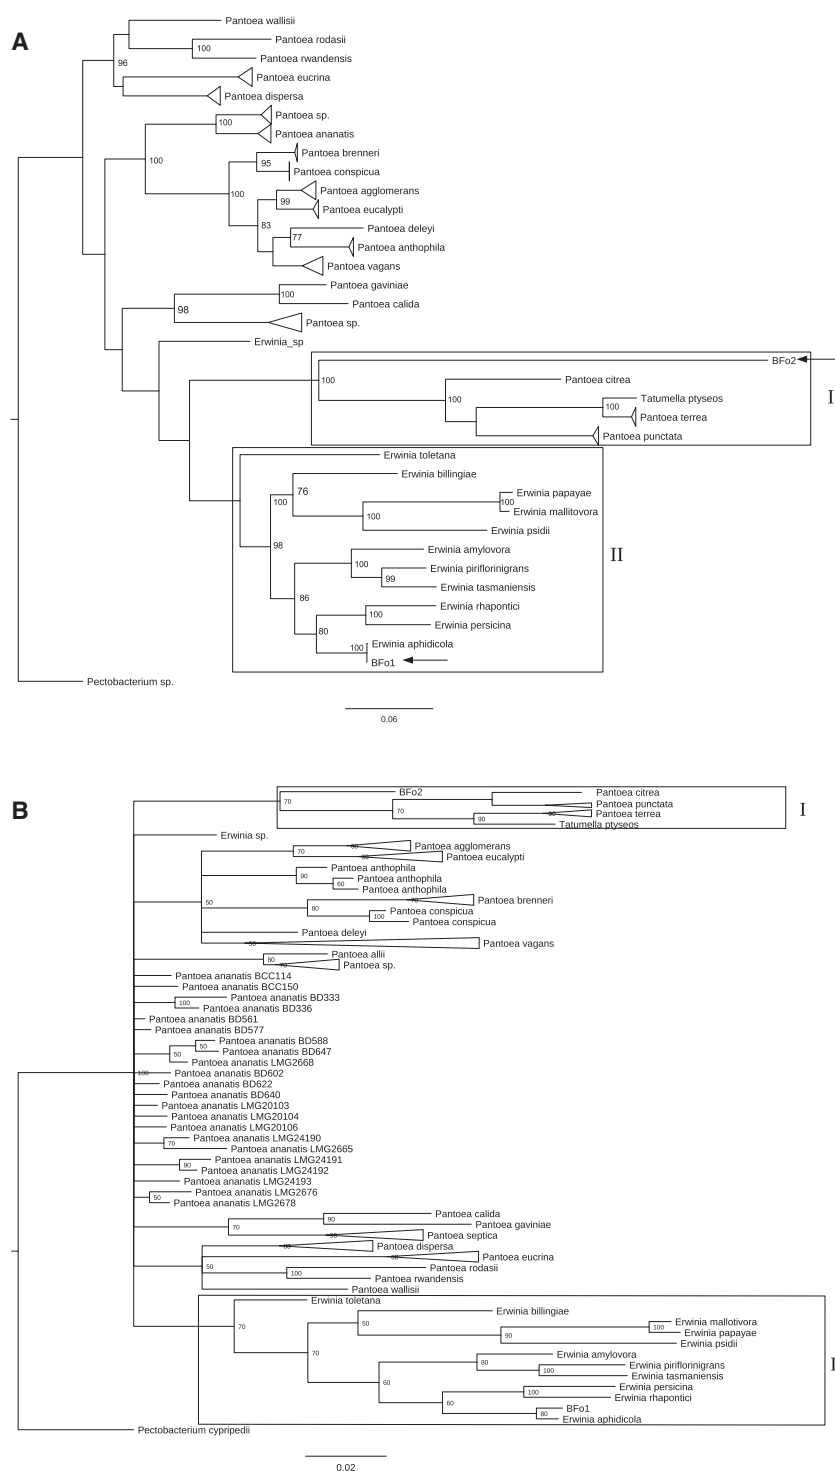 A
Pantoea wallisii
Pantoea rodasii
100
Pantoea rwandensis
96
Pantoea eucrina
Pantoea dispersa
Pantoea sp.
100
Pantoea ananatis
Pantoea brenneri
100
95
Pantoea conspicua
Pantoea agglomerans
100
99
Pantoea eucalypti
83
Pantoea deleyi
77
Pantoea anthophila
Pantoea vagans
Pantoea gaviniae
100
Pantoea calida
98
Pantoea sp.
Erwinia_sp
BFo2
100
Pantoea citrea
I
Tatumella ptyseos
100
100
Pantoea terrea
Pantoea punctata
Erwinia toletana
Erwinia billingiae
76
Erwinia papayae
100
100
Erwinia mallitovora
100
Erwinia psidii
98
Erwinia amylovora
II
100
Erwinia piriflorinigrans
99
Erwinia tasmaniensis
86
Erwinia rhapontici
100
Erwinia persicina
80
Erwinia aphidicola
100
BFo1
Pectobacterium sp.
0.06
B
BFo2
Pantoea citrea
I
70
Pantoea punctata
70
Pantoea terrea
90
Tatumella ptyseos
Erwinia sp.
Pantoea agglomerans
70
Pantoea eucalypti
Pantoea anthophila
90
Pantoea anthophila
60
Pantoea anthophila
50
Pantoea brenneri
80
Pantoea conspicua
100
Pantoea conspicua
Pantoea deleyi
Pantoea vagans
Pantoea allii
80
Pantoea sp.
Pantoea ananatis BCC114
Pantoea ananatis BCC150
Pantoea ananatis BD333
100
Pantoea ananatis BD336
Pantoea ananatis BD561
Pantoea ananatis BD577
Pantoea ananatis BD588
50
Pantoea ananatis BD647
50
Pantoea ananatis LMG2668
100
Pantoea ananatis BD602
Pantoea ananatis BD622
Pantoea ananatis BD640
Pantoea ananatis LMG20103
Pantoea ananatis LMG20104
Pantoea ananatis LMG20106
Pantoea ananatis LMG24190
70
Pantoea ananatis LMG2665
Pantoea ananatis LMG24191
90
Pantoea ananatis LMG24192
Pantoea ananatis LMG24193
Pantoea ananatis LMG2676
50
Pantoea ananatis LMG2678
Pantoea calida
90
Pantoea gaviniae
70
Pantoea septica
Pantoea dispersa
Pantoea eucrina
50
Pantoea rodasii
100
Pantoea rwandensis
Pantoea wallisii
Erwinia toletana
Erwinia billingiae
50
Erwinia mallotivora
70
100
Erwinia papayae
90
Erwinia psidii
70
Erwinia amylovora
80
I
Erwinia piriflorinigrans
100
Erwinia tasmaniensis
60
Erwinia persicina
100
Erwinia rhapontici
60
BFo1
80
Erwinia aphidicola
Pectobacterium cypripedii
0.02